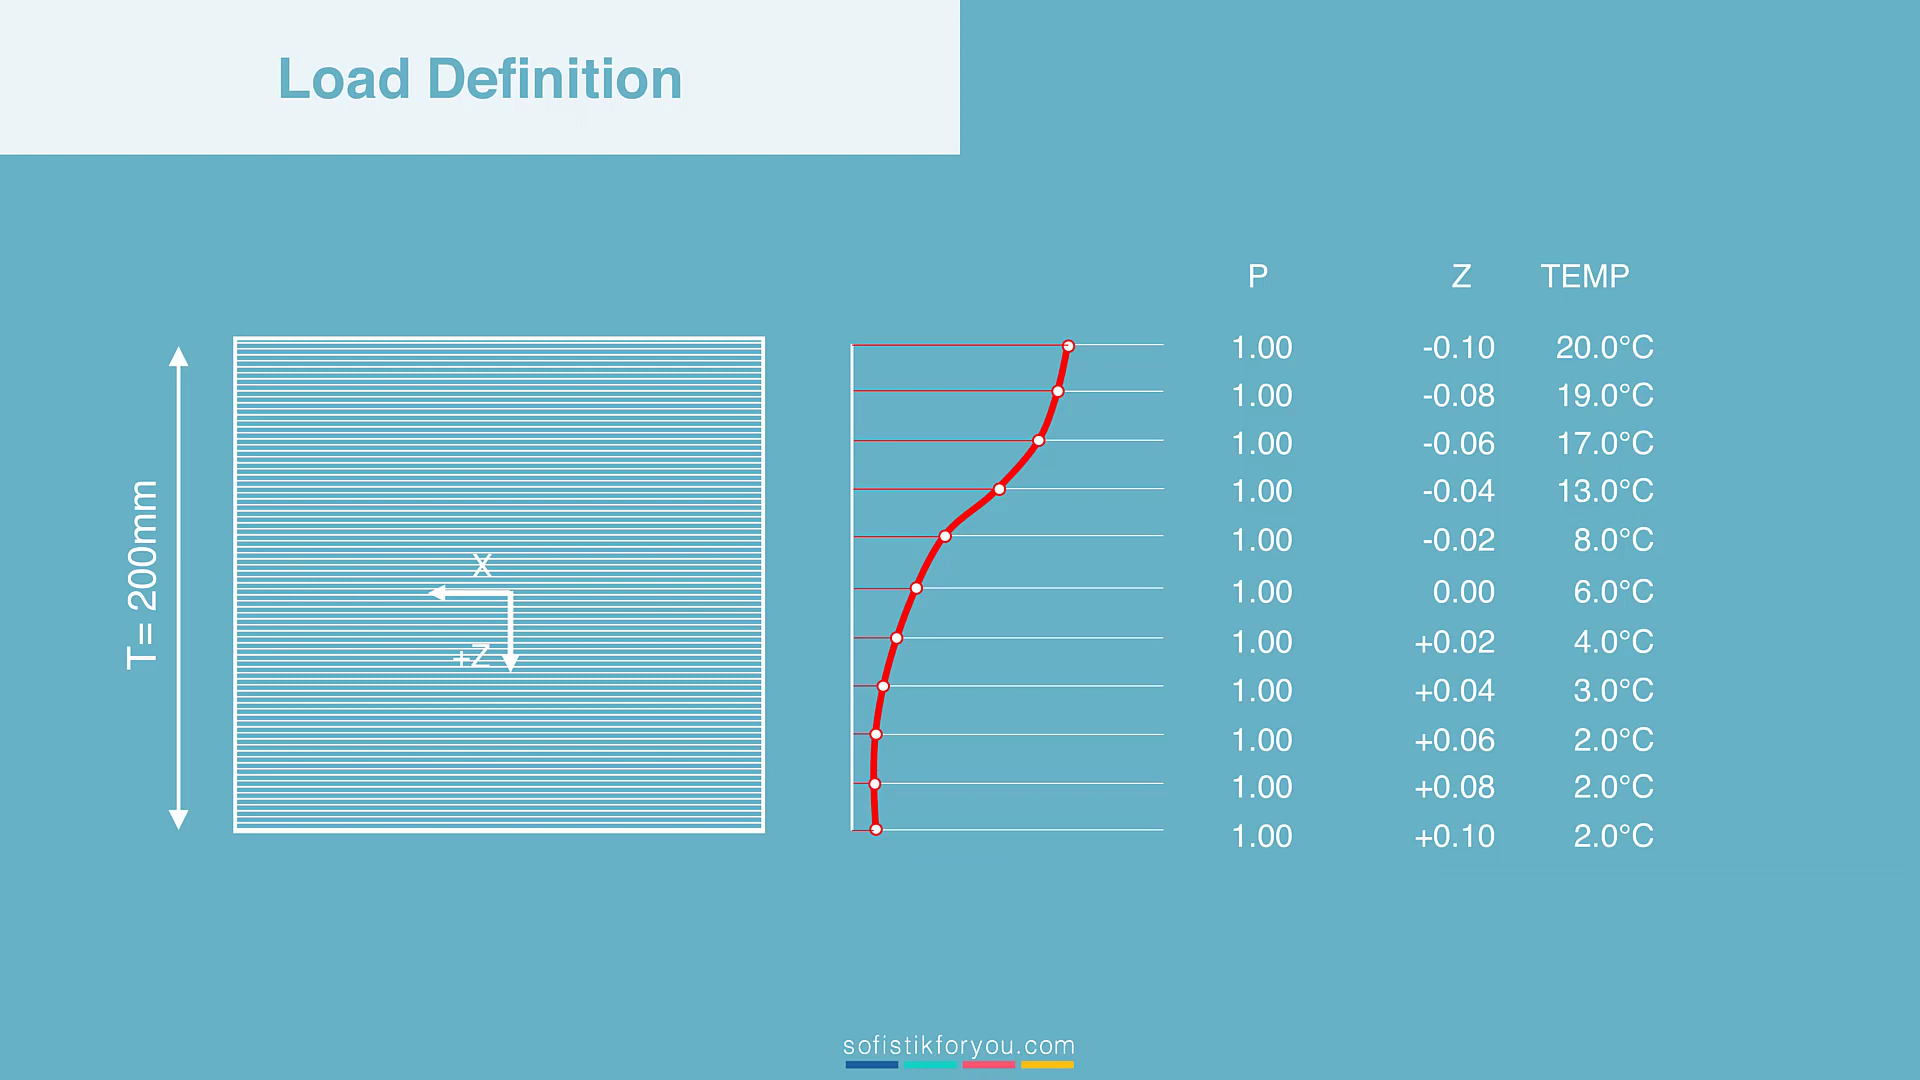 Load Definition
P Z TEMP
1.00 -0.10 20.0°C
1.00 -0.08 19.0°C
1.00 -0.06 17.0°C
1.00 -0.04 13.0°C
1.00 -0.02 8.0°C
1.00 0.00 6.0°C
1.00 +0.02 4.0°C
1.00 +0.04 3.0°C
1.00 +0.06 2.0°C
1.00 +0.08 2.0°C
1.00 +0.10 2.0°C
T= 200mm
X
+Z
sofistikforyou.com